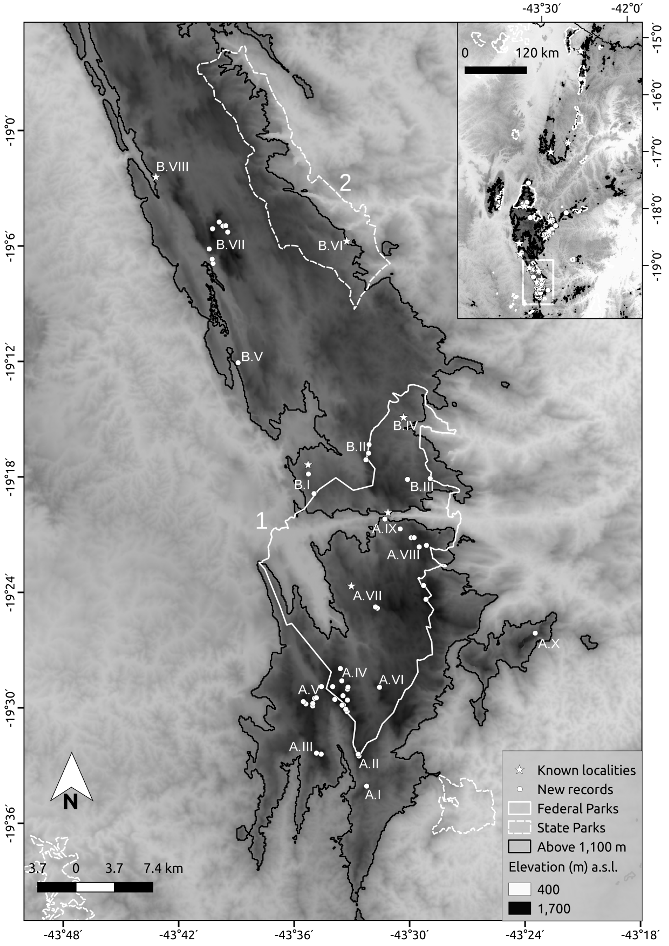 -43°30' -42°0'
-15°0'
0 120 km
-16°0'
-17°0'
-18°0'
-19°0'
-19°0'
B.VIII
2
B.VII
B.VI
-19°6'
-19°12'
B.V
B.IV
B.II
-19°18'
B.I
B.III
1
A.IX
A.VIII
-19°24'
A.VII
A.X
A.IV
A.V
A.VI
-19°30'
A.III
A.II
A.I
N
-19°36'
3.7 0 3.7 7.4 km
Known localities
New records
Federal Parks
State Parks
Above 1,100 m
Elevation (m) a.s.l.
400
1,700
-43°48' -43°42' -43°36' -43°30' -43°24' -43°18'